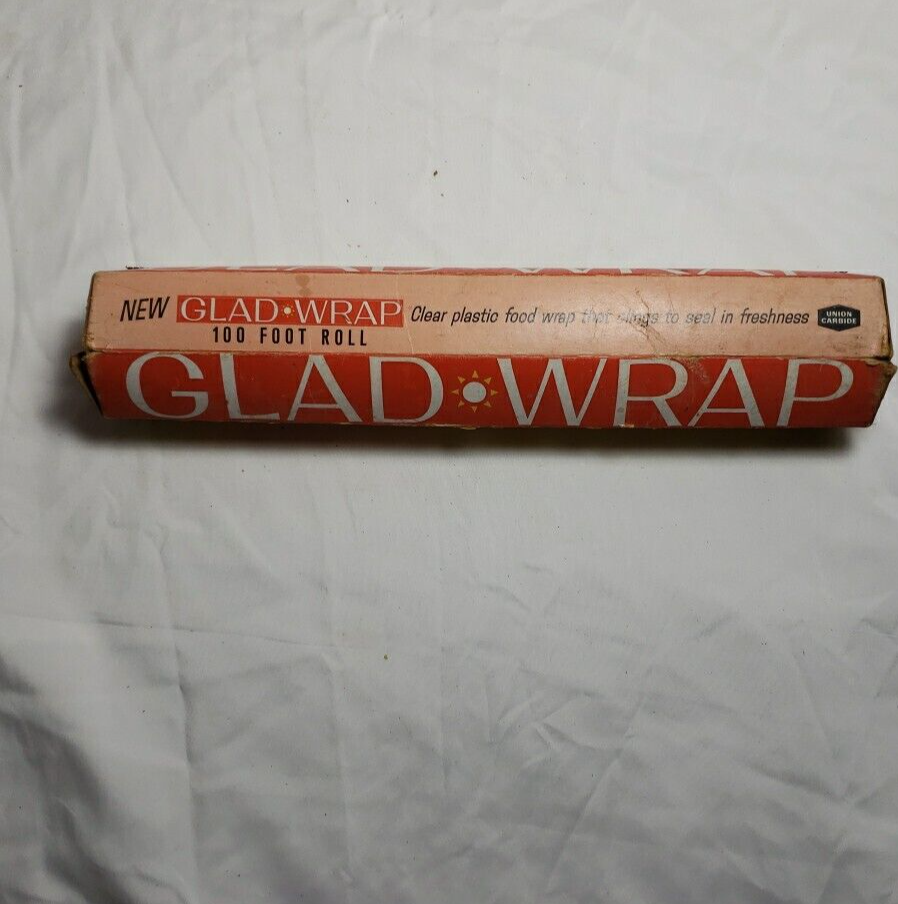 NEW GLAD WRAP Clear plastic food wrap that clings to seal in freshness UNION CARBIDE
100 FOOT ROLL
GLAD WRAP